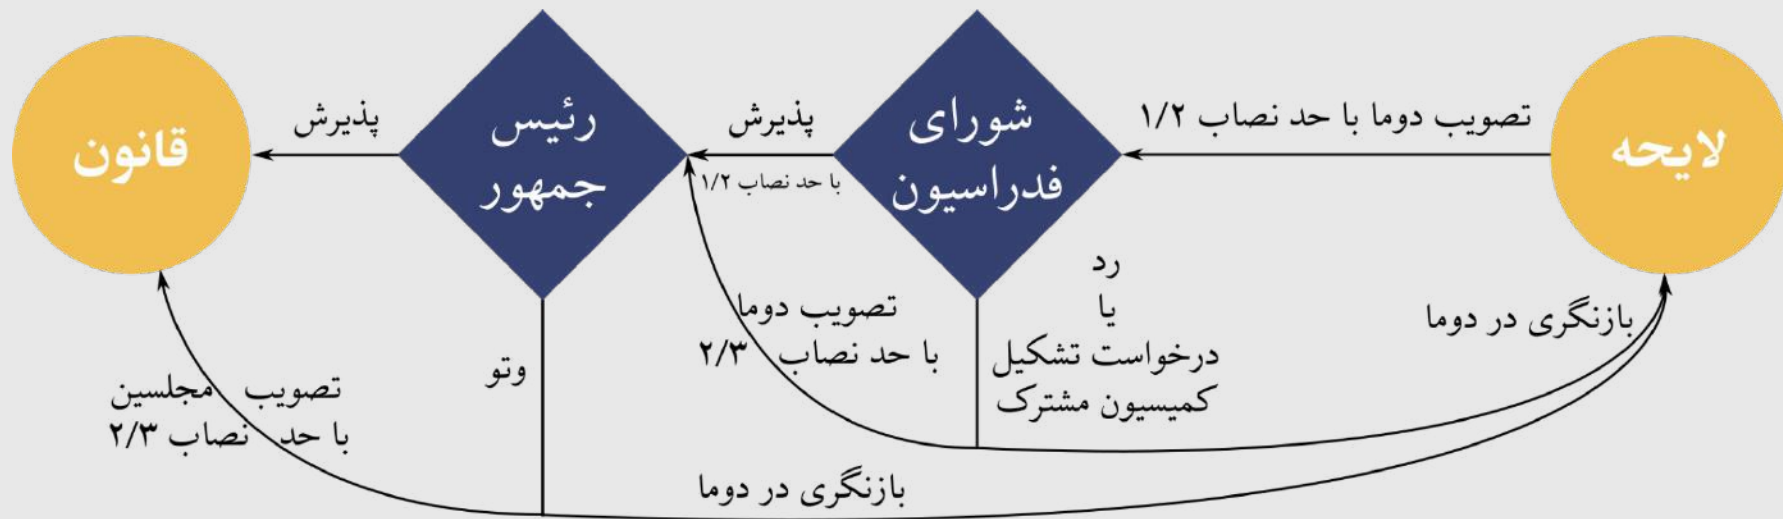 لایحه
تصویب دوما با حد نصاب ۱/۲
شورای
فدراسیون
پذیرش
با حد نصاب ۱/۲
رئیس
جمهور
پذیرش
قانون
رد
یا
درخواست تشکیل
کمیسیون مشترک
بازنگری در دوما
تصویب دوما
با حد نصاب ۲/۳
وتو
تصویب مجلسین
با حد نصاب ۲/۳
بازنگری در دوما